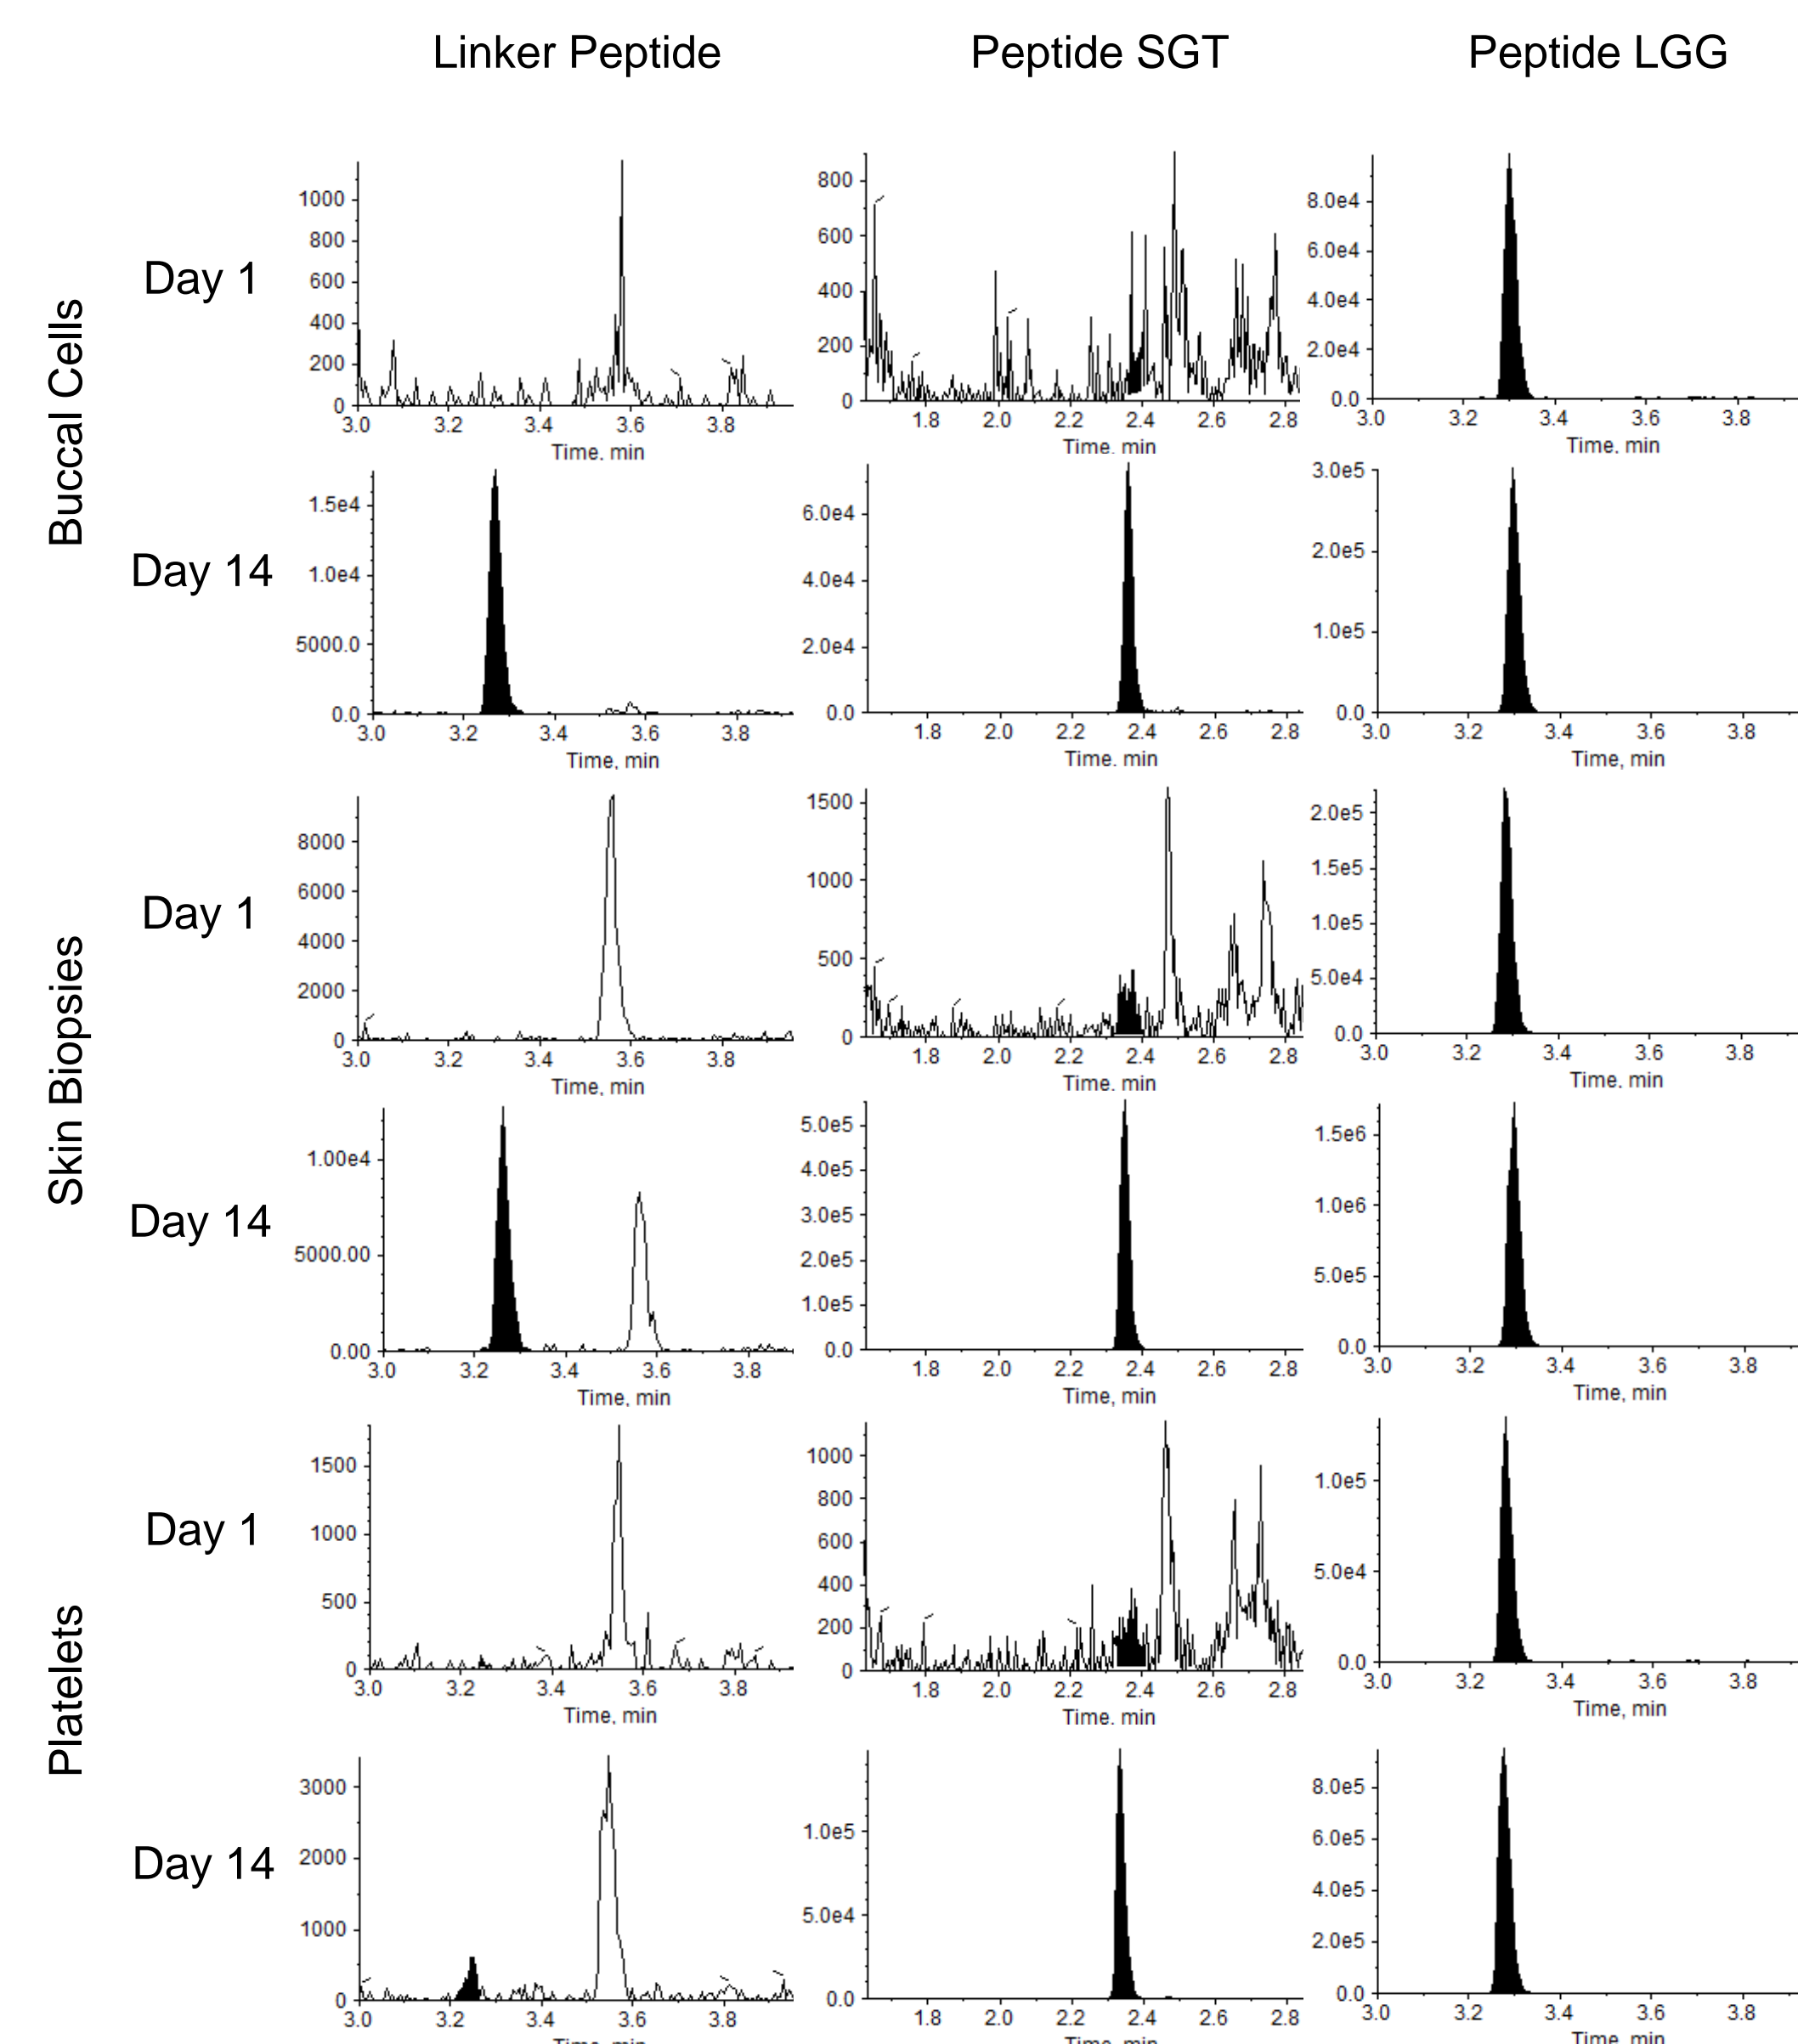 Linker Peptide Peptide SGT Peptide LGG
Buccal Cells
Day 1
1000
800
600
400
200
0
3.0 3.2 3.4 3.6 3.8
Time, min
800
600
400
200
0
1.8 2.0 2.2 2.4 2.6 2.8
Time, min
8.0e4
6.0e4
4.0e4
2.0e4
0.0
3.0 3.2 3.4 3.6 3.8
Time, min
Day 14
1.5e4
1.0e4
5000.0
0.0
3.0 3.2 3.4 3.6 3.8
Time, min
6.0e4
4.0e4
2.0e4
0.0
1.8 2.0 2.2 2.4 2.6 2.8
Time, min
3.0e5
2.0e5
1.0e5
0.0
3.0 3.2 3.4 3.6 3.8
Time, min
Skin Biopsies
Day 1
8000
6000
4000
2000
0
3.0 3.2 3.4 3.6 3.8
Time, min
1500
1000
500
0
1.8 2.0 2.2 2.4 2.6 2.8
Time, min
2.0e5
1.5e5
1.0e5
5.0e4
0.0
3.0 3.2 3.4 3.6 3.8
Time, min
Day 14
1.00e4
5000.00
0.00
3.0 3.2 3.4 3.6 3.8
Time, min
5.0e5
4.0e5
3.0e5
2.0e5
1.0e5
0.0
1.8 2.0 2.2 2.4 2.6 2.8
Time, min
1.5e6
1.0e6
5.0e5
0.0
3.0 3.2 3.4 3.6 3.8
Time, min
Platelets
Day 1
1500
1000
500
0
3.0 3.2 3.4 3.6 3.8
Time, min
1000
800
600
400
200
0
1.8 2.0 2.2 2.4 2.6 2.8
Time, min
1.0e5
5.0e4
0.0
3.0 3.2 3.4 3.6 3.8
Time, min
Day 14
3000
2000
1000
0
3.0 3.2 3.4 3.6 3.8
Time, min
1.0e5
5.0e4
0.0
1.8 2.0 2.2 2.4 2.6 2.8
Time, min
8.0e5
6.0e5
4.0e5
2.0e5
0.0
3.0 3.2 3.4 3.6 3.8
Time, min